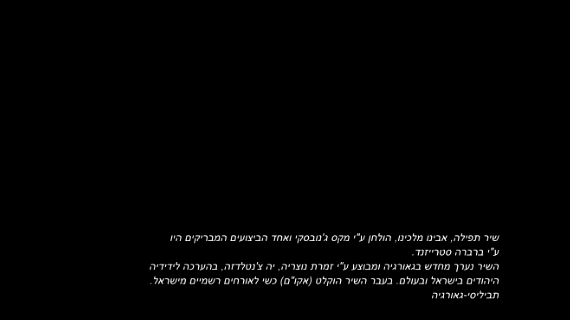 שיר תפילה, אבינו מלכינו, הולחן ע"י מקס ג'נובסקי ואחד הביצועים המבריקים היו
ע"י ברברה סטרייזנד.
השיר נערך מחדש בגאורגיה ומבוצע ע"י זמרת נוצריה, יה צ'נטלדזה, בהערכה לידידיה
היהודים בישראל ובעולם. בעבר השיר הוקלט (אקו"ם) כשי לאורחים רשמיים מישראל.
תביליסי-גאורגיה